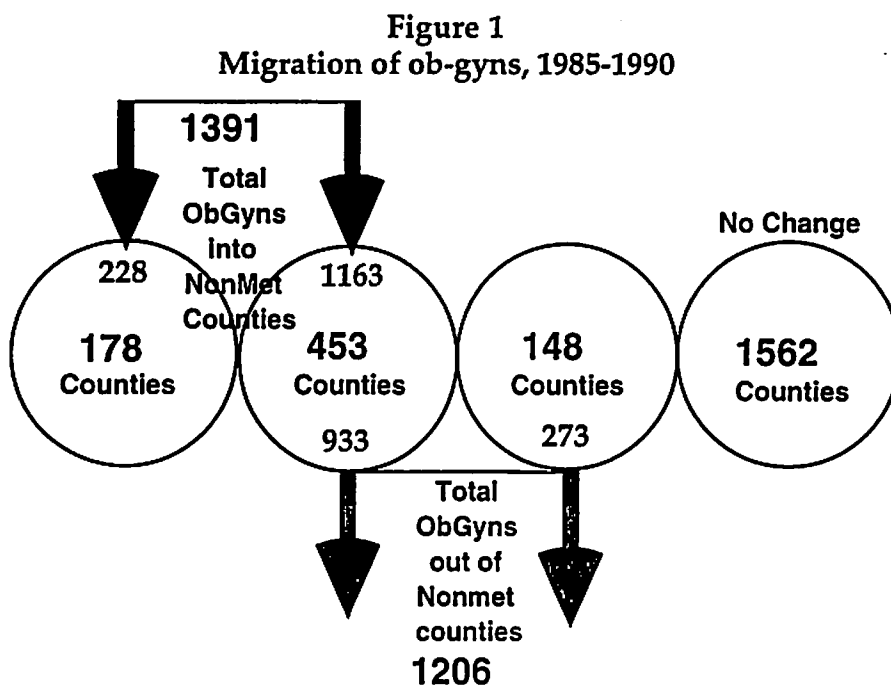 Figure 1
Migration of ob-gyns, 1985-1990
1391
Total
ObGyns
into
NonMet
Counties
No Change
228
1163
178
Counties
453
Counties
148
Counties
1562
Counties
933
273
Total
ObGyns
out of
Nonmet
counties
1206